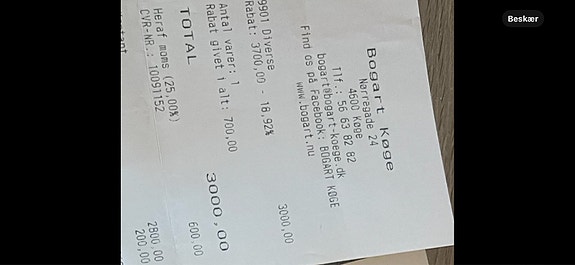 Beskær
Bogart Køge
Nørregade 24
4600 Køge
Tlf.: 56 63 82 82
bogart@bogart-koege.dk
Find os på Facebook: BOGART KØGE
www.bogart.nu
9901 Diverse 3000,00
Rabat: 3700,00 - 18,92%
Antal varer: 1
Rabat givet i alt: 700,00
TOTAL 3000,00
Heraf moms (25,00%) 600,00
CVR-NR.: 10091152
2800,00
200,00